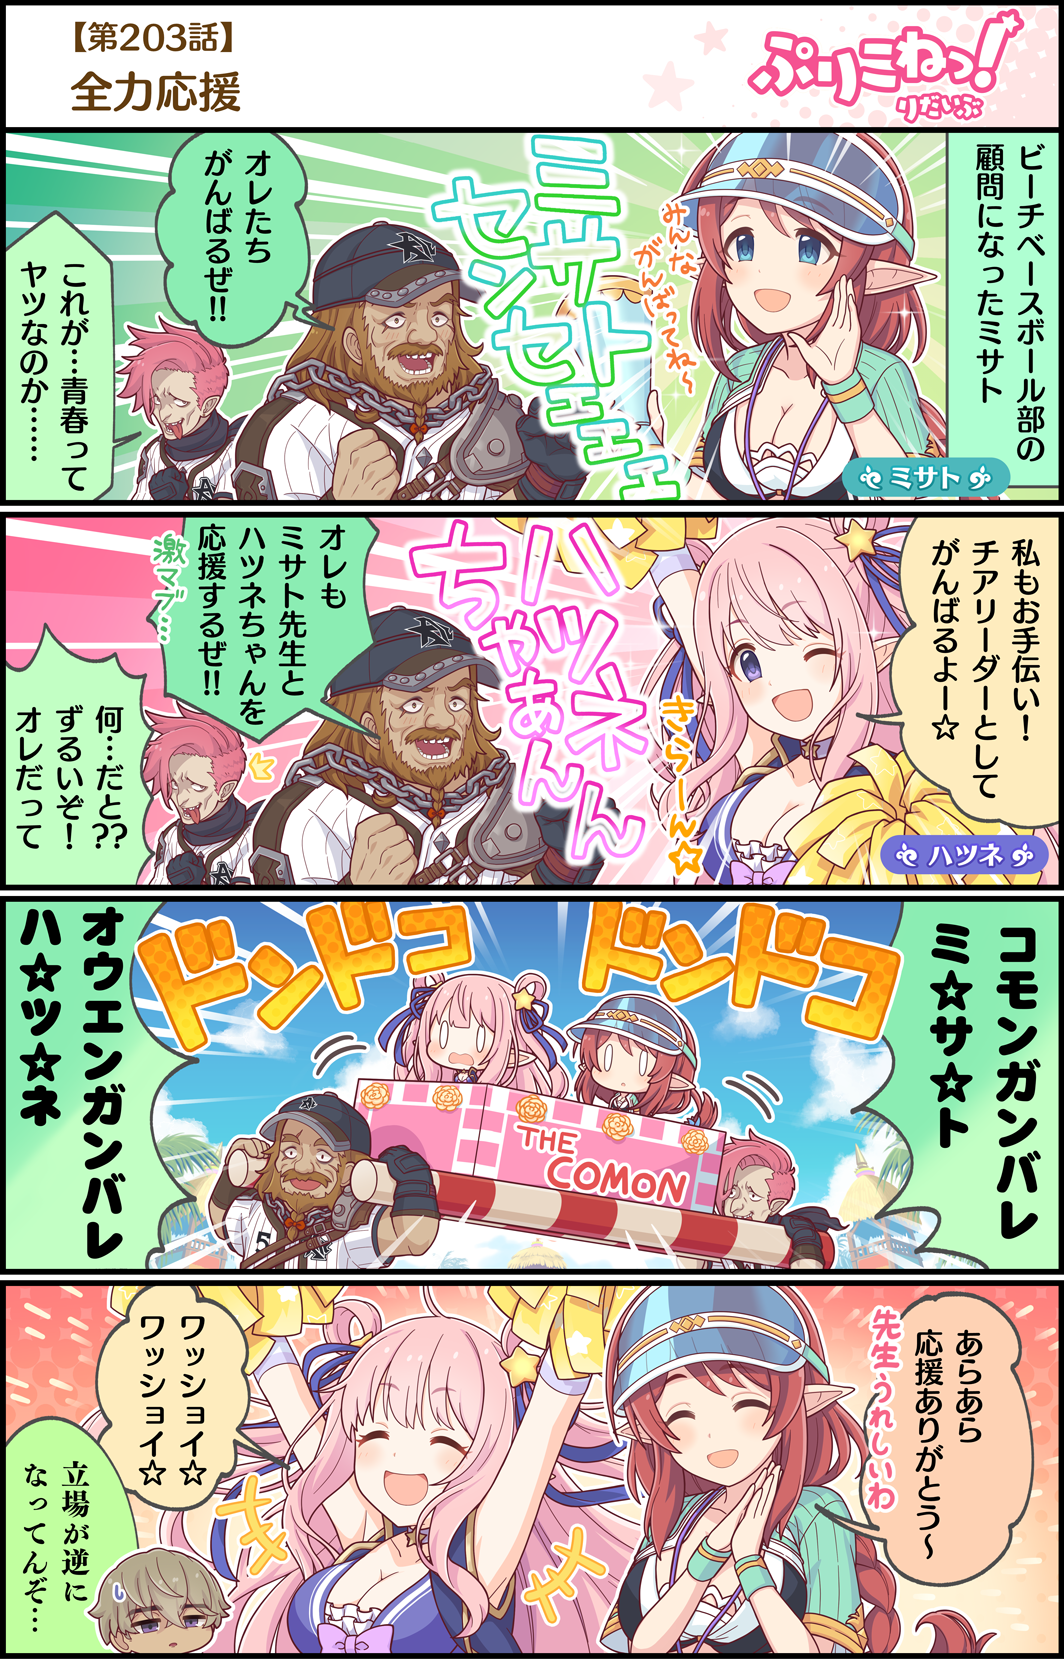 【第203話】
全力応援
ぷりこねっ!
りだいぶ
ビーチベースボール部の
顧問になったミサト
みんな
がんばってね～
ミサト
ミサト
センセエエエエ
オレたち
がんばるぜ!!
これが…青春って
ヤツなのか……
私もお手伝い！
チアリーダーとして
がんばるよー☆
きらーん☆
ハツネ
ハツネ
ちゃぁんん
オレも
ミサト先生と
ハツネちゃんを
応援するぜ!!
激マブ…
何…だと??
ずるいぞ！
オレだって
コモンガンバレ
ミ☆サ☆ト
ドンドコ
ドンドコ
THE
COMON
オウエンガンバレ
ハ☆ツ☆ネ
あらあら
応援ありがとう～
先生うれしいわ
ワッショイ☆
ワッショイ☆
立場が逆に
なってんぞ…